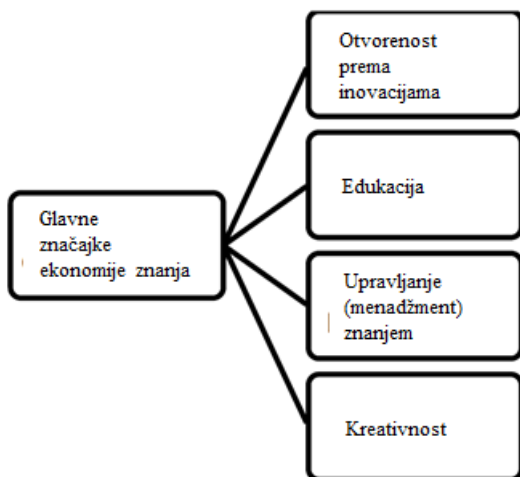 Glavne
značajke
ekonomije znanja
Otvorenost
prema
inovacijama
Edukacija
Upravljanje
(menadžment)
znanjem
Kreativnost